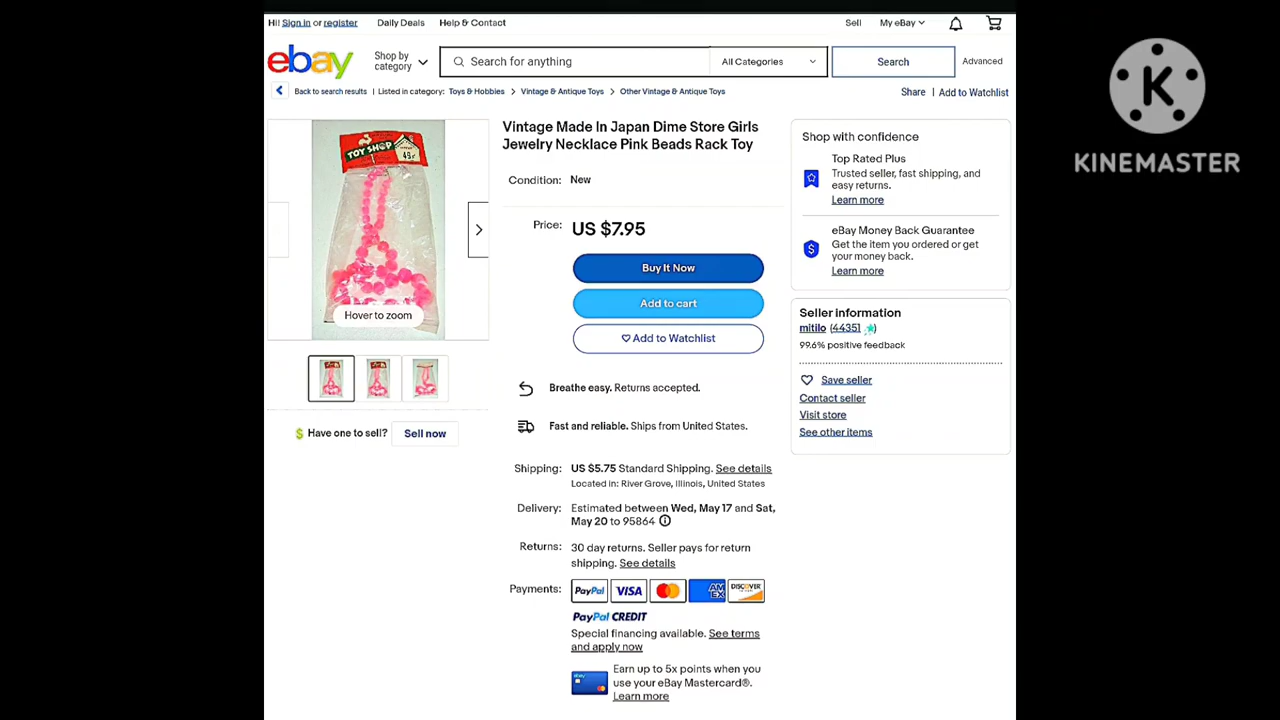 Hi! Sign in or register Daily Deals Help & Contact Sell My eBay
ebay Shop by category Search for anything All Categories Search Advanced
Back to search results | Listed in category: Toys & Hobbies > Vintage & Antique Toys > Other Vintage & Antique Toys Share | Add to Watchlist
KINEMASTER
TOY SHOP
49¢
Hover to zoom
Have one to sell? Sell now
Vintage Made In Japan Dime Store Girls
Jewelry Necklace Pink Beads Rack Toy
Condition: New
Price: US $7.95
Buy It Now
Add to cart
Add to Watchlist
Breathe easy. Returns accepted.
Fast and reliable. Ships from United States.
Shipping: US $5.75 Standard Shipping. See details
Located in: River Grove, Illinois, United States
Delivery: Estimated between Wed, May 17 and Sat,
May 20 to 95864
Returns: 30 day returns. Seller pays for return
shipping. See details
Payments: PayPal VISA AM EX DISCOVER
PayPal CREDIT
Special financing available. See terms
and apply now
Earn up to 5x points when you
use your eBay Mastercard®.
Learn more
Shop with confidence
Top Rated Plus
Trusted seller, fast shipping, and
easy returns.
Learn more
eBay Money Back Guarantee
Get the item you ordered or get
your money back.
Learn more
Seller information
mitilo (44351)
99.6% positive feedback
Save seller
Contact seller
Visit store
See other items